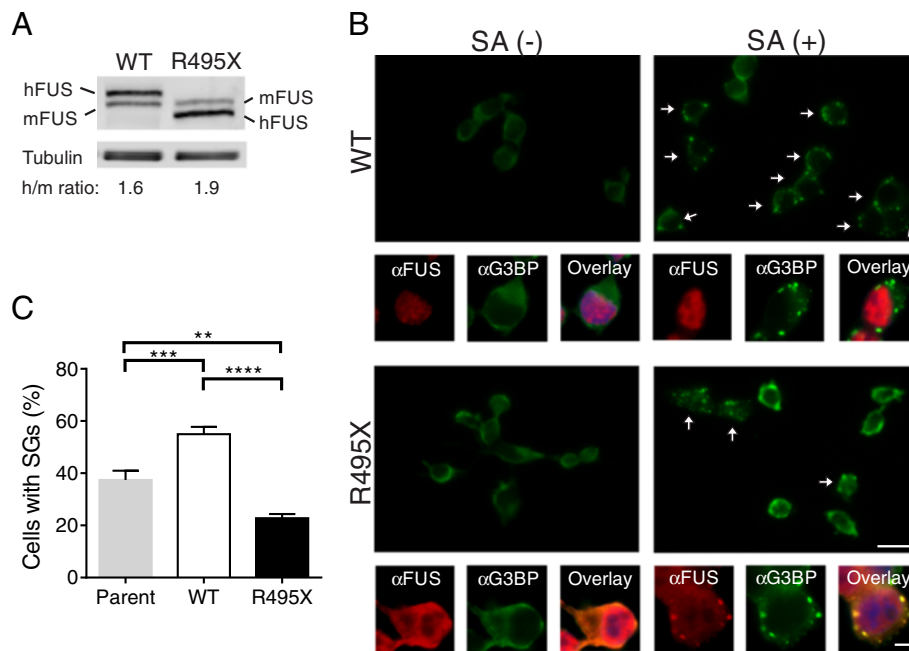 A
WT R495X
hFUS
mFUS
mFUS
hFUS
Tubulin
h/m ratio: 1.6 1.9
B
SA (-) SA (+)
WT
αFUS αG3BP Overlay αFUS αG3BP Overlay
R495X
αFUS αG3BP Overlay αFUS αG3BP Overlay
C
**
*** ****
Cells with SGs (%)
80
60
40
20
0
Parent WT R495X